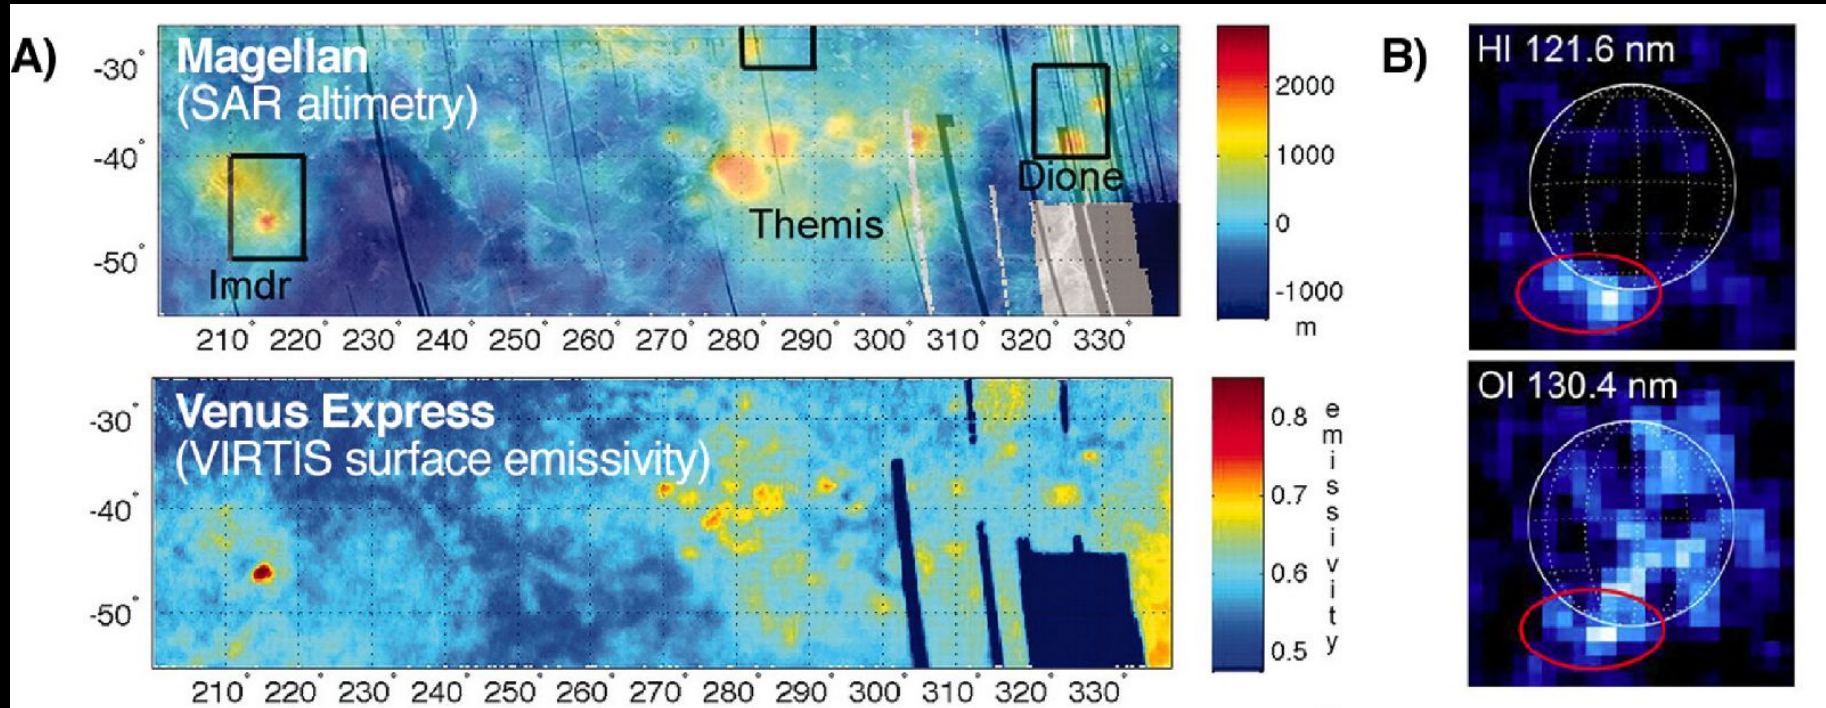 A)
Magellan
(SAR altimetry)
-30°
-40°
-50°
Imdr
Themis
Dione
210° 220° 230° 240° 250° 260° 270° 280° 290° 300° 310° 320° 330°
2000
1000
0
-1000
m
Venus Express
(VIRTIS surface emissivity)
-30°
-40°
-50°
210° 220° 230° 240° 250° 260° 270° 280° 290° 300° 310° 320° 330°
0.8
0.7
0.6
0.5
emissivity
B)
HI 121.6 nm
OI 130.4 nm